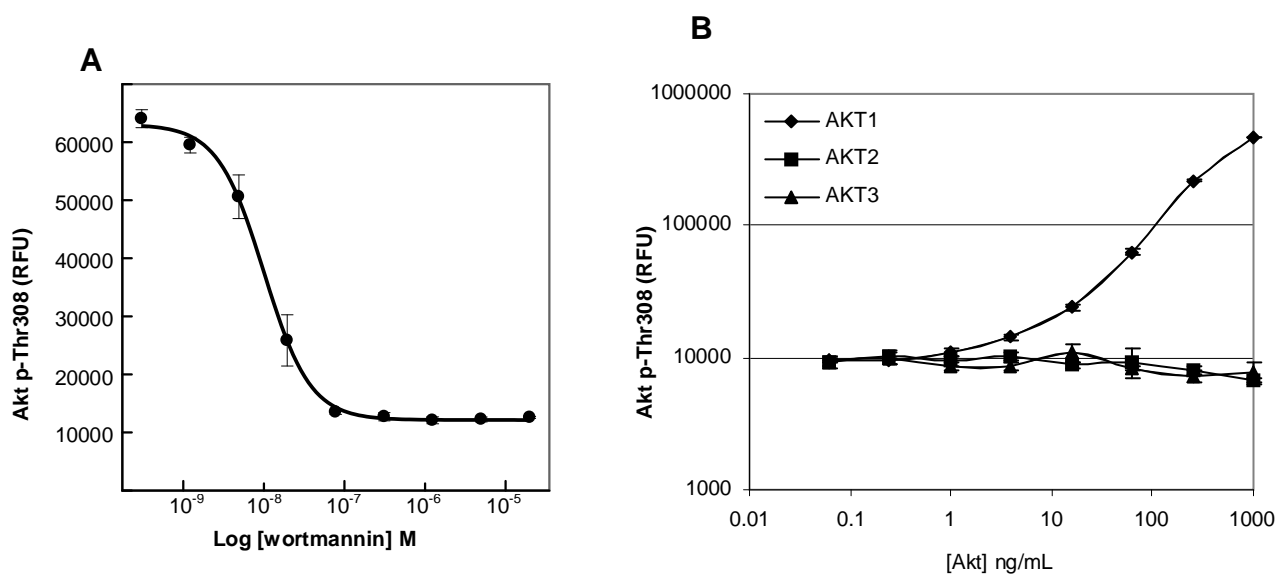 A
Akt p-Thr308 (RFU)
60000
50000
40000
30000
20000
10000
10⁻⁹ 10⁻⁸ 10⁻⁷ 10⁻⁶ 10⁻⁵
Log [wortmannin] M
B
Akt p-Thr308 (RFU)
1000000
100000
10000
1000
AKT1
AKT2
AKT3
0.01 0.1 1 10 100 1000
[Akt] ng/mL